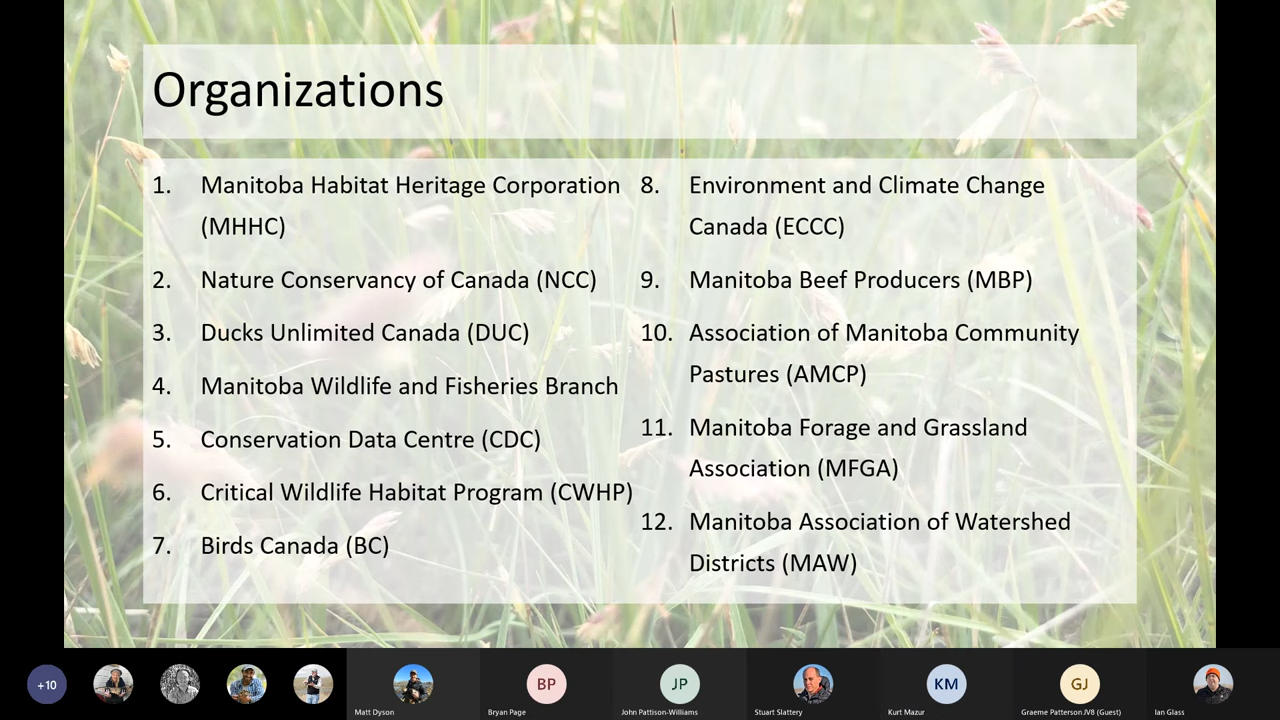 Organizations
1. Manitoba Habitat Heritage Corporation
(MHHC)
2. Nature Conservancy of Canada (NCC)
3. Ducks Unlimited Canada (DUC)
4. Manitoba Wildlife and Fisheries Branch
5. Conservation Data Centre (CDC)
6. Critical Wildlife Habitat Program (CWHP)
7. Birds Canada (BC)
8. Environment and Climate Change
Canada (ECCC)
9. Manitoba Beef Producers (MBP)
10. Association of Manitoba Community
Pastures (AMCP)
11. Manitoba Forage and Grassland
Association (MFGA)
12. Manitoba Association of Watershed
Districts (MAW)
+10
BP
JP
KM
GJ
Matt Dyson
Bryan Page
John Pattison-Williams
Stuart Slattery
Kurt Mazur
Graeme Patterson JV8 (Guest)
Ian Glass